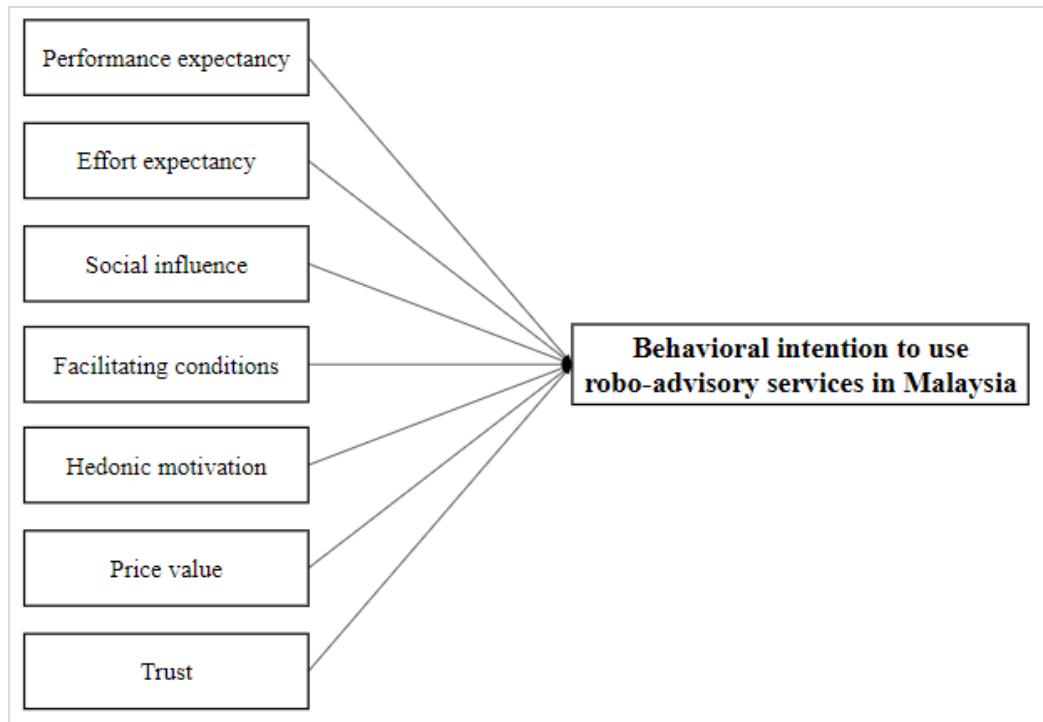 Performance expectancy
Effort expectancy
Social influence
Facilitating conditions
Hedonic motivation
Price value
Trust
Behavioral intention to use
robo-advisory services in Malaysia